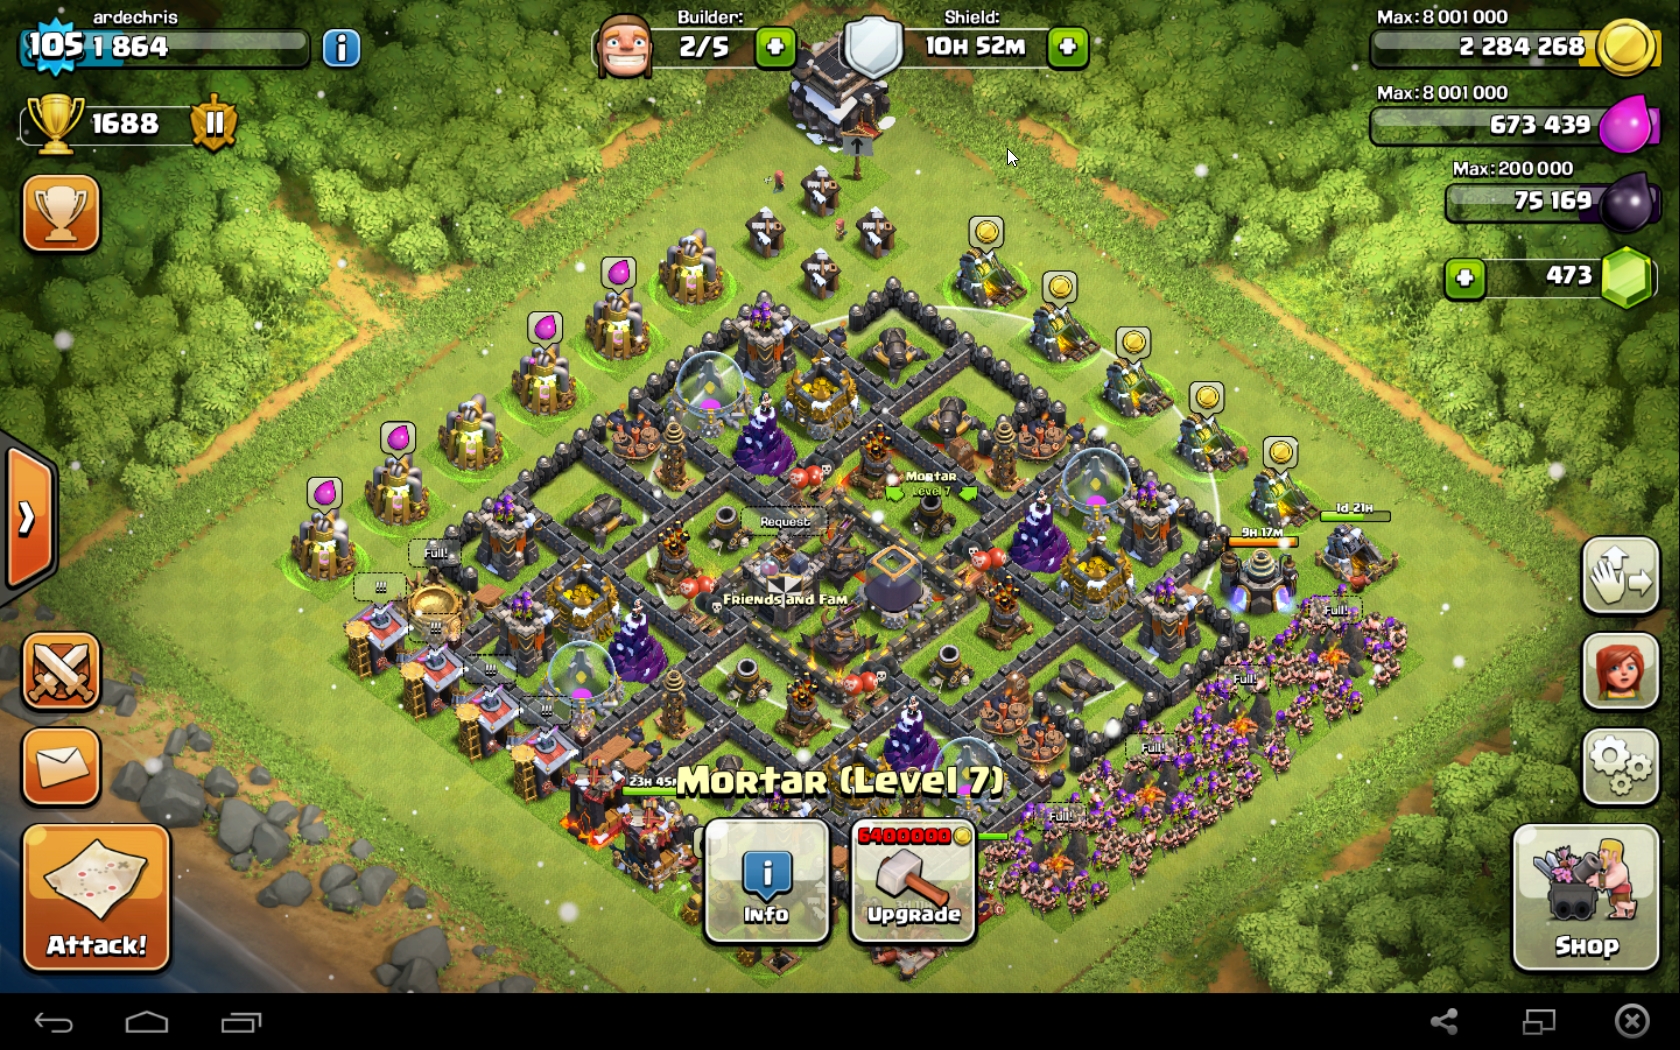 ardechris
105 1 864
Builder:
2/5
Shield:
10h 52m
Max: 8 001 000
2 284 268
Max: 8 001 000
673 439
Max: 200 000
75 169
473
1688
II
Mortar
Level 7
Request
1d 21h
9h 17m
Full!
Friends and Fam
Full!
Full!
Full!
Full!
23h 45m
Mortar (Level 7)
Info
6400000
Upgrade
Attack!
Shop